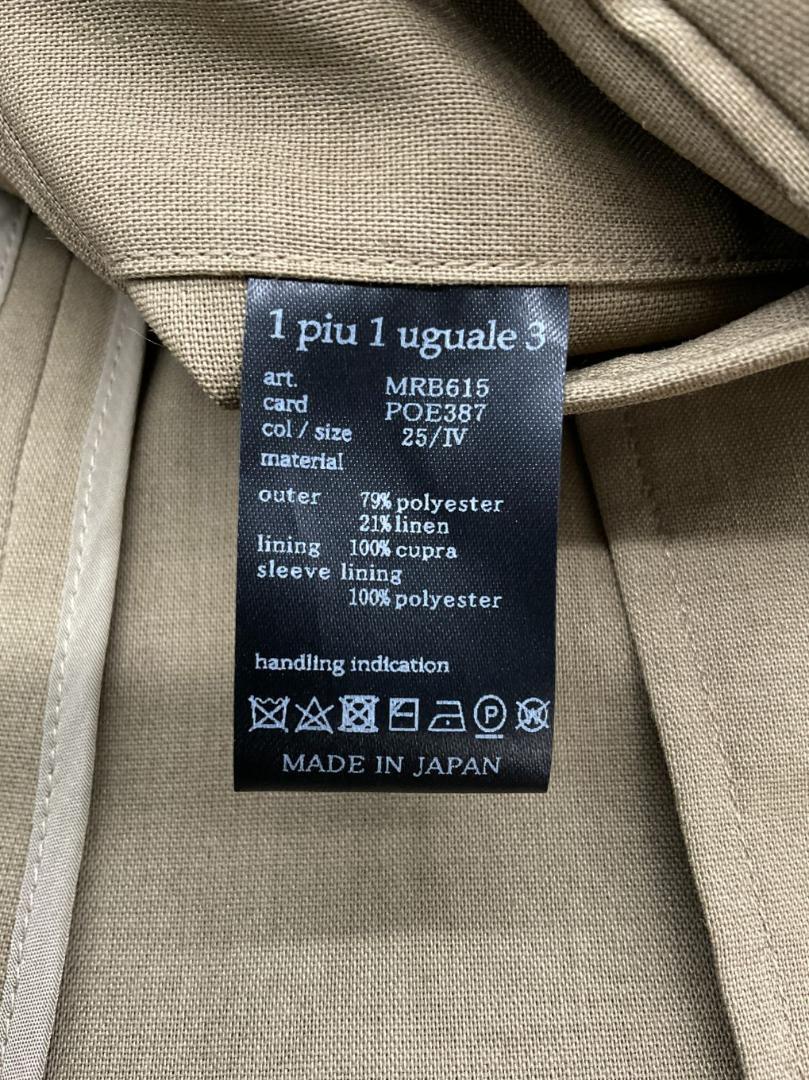 1 piu 1 uguale 3
art. MRB615
card POE387
col / size 25/IV
material
outer 79% polyester
21% linen
lining 100% cupra
sleeve lining
100% polyester
handling indication
P W
MADE IN JAPAN